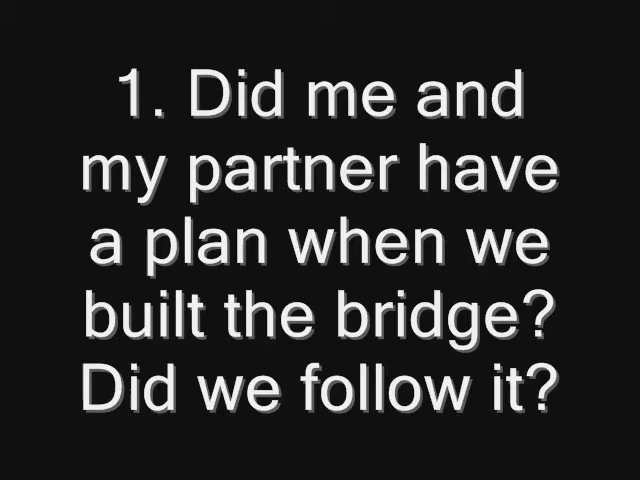 1. Did me and
my partner have
a plan when we
built the bridge?
Did we follow it?